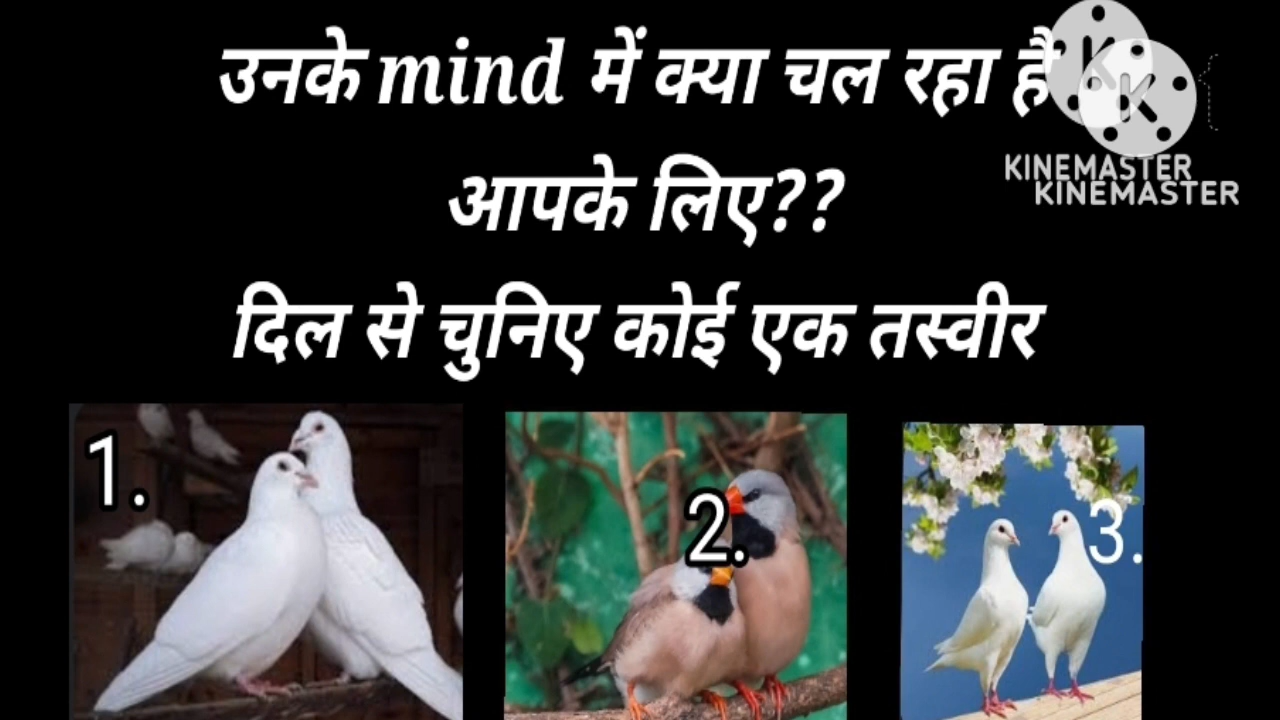 उनके mind में क्या चल रहा है
आपके लिए??
दिल से चुनिए कोई एक तस्वीर
KINEMASTER
KINEMASTER
1.
2.
3.